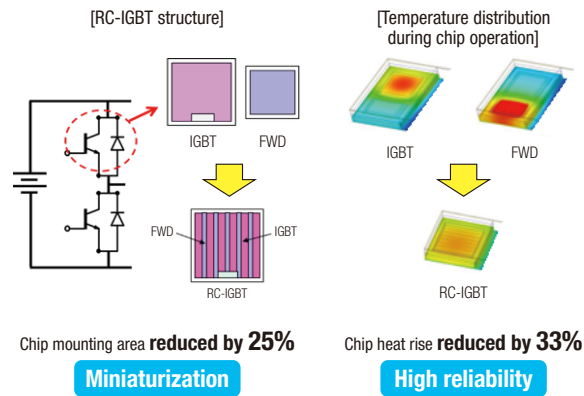 [RC-IGBT structure]
IGBT
FWD
FWD
IGBT
RC-IGBT
Chip mounting area reduced by 25%
Miniaturization
[Temperature distribution
during chip operation]
IGBT
FWD
RC-IGBT
Chip heat rise reduced by 33%
High reliability